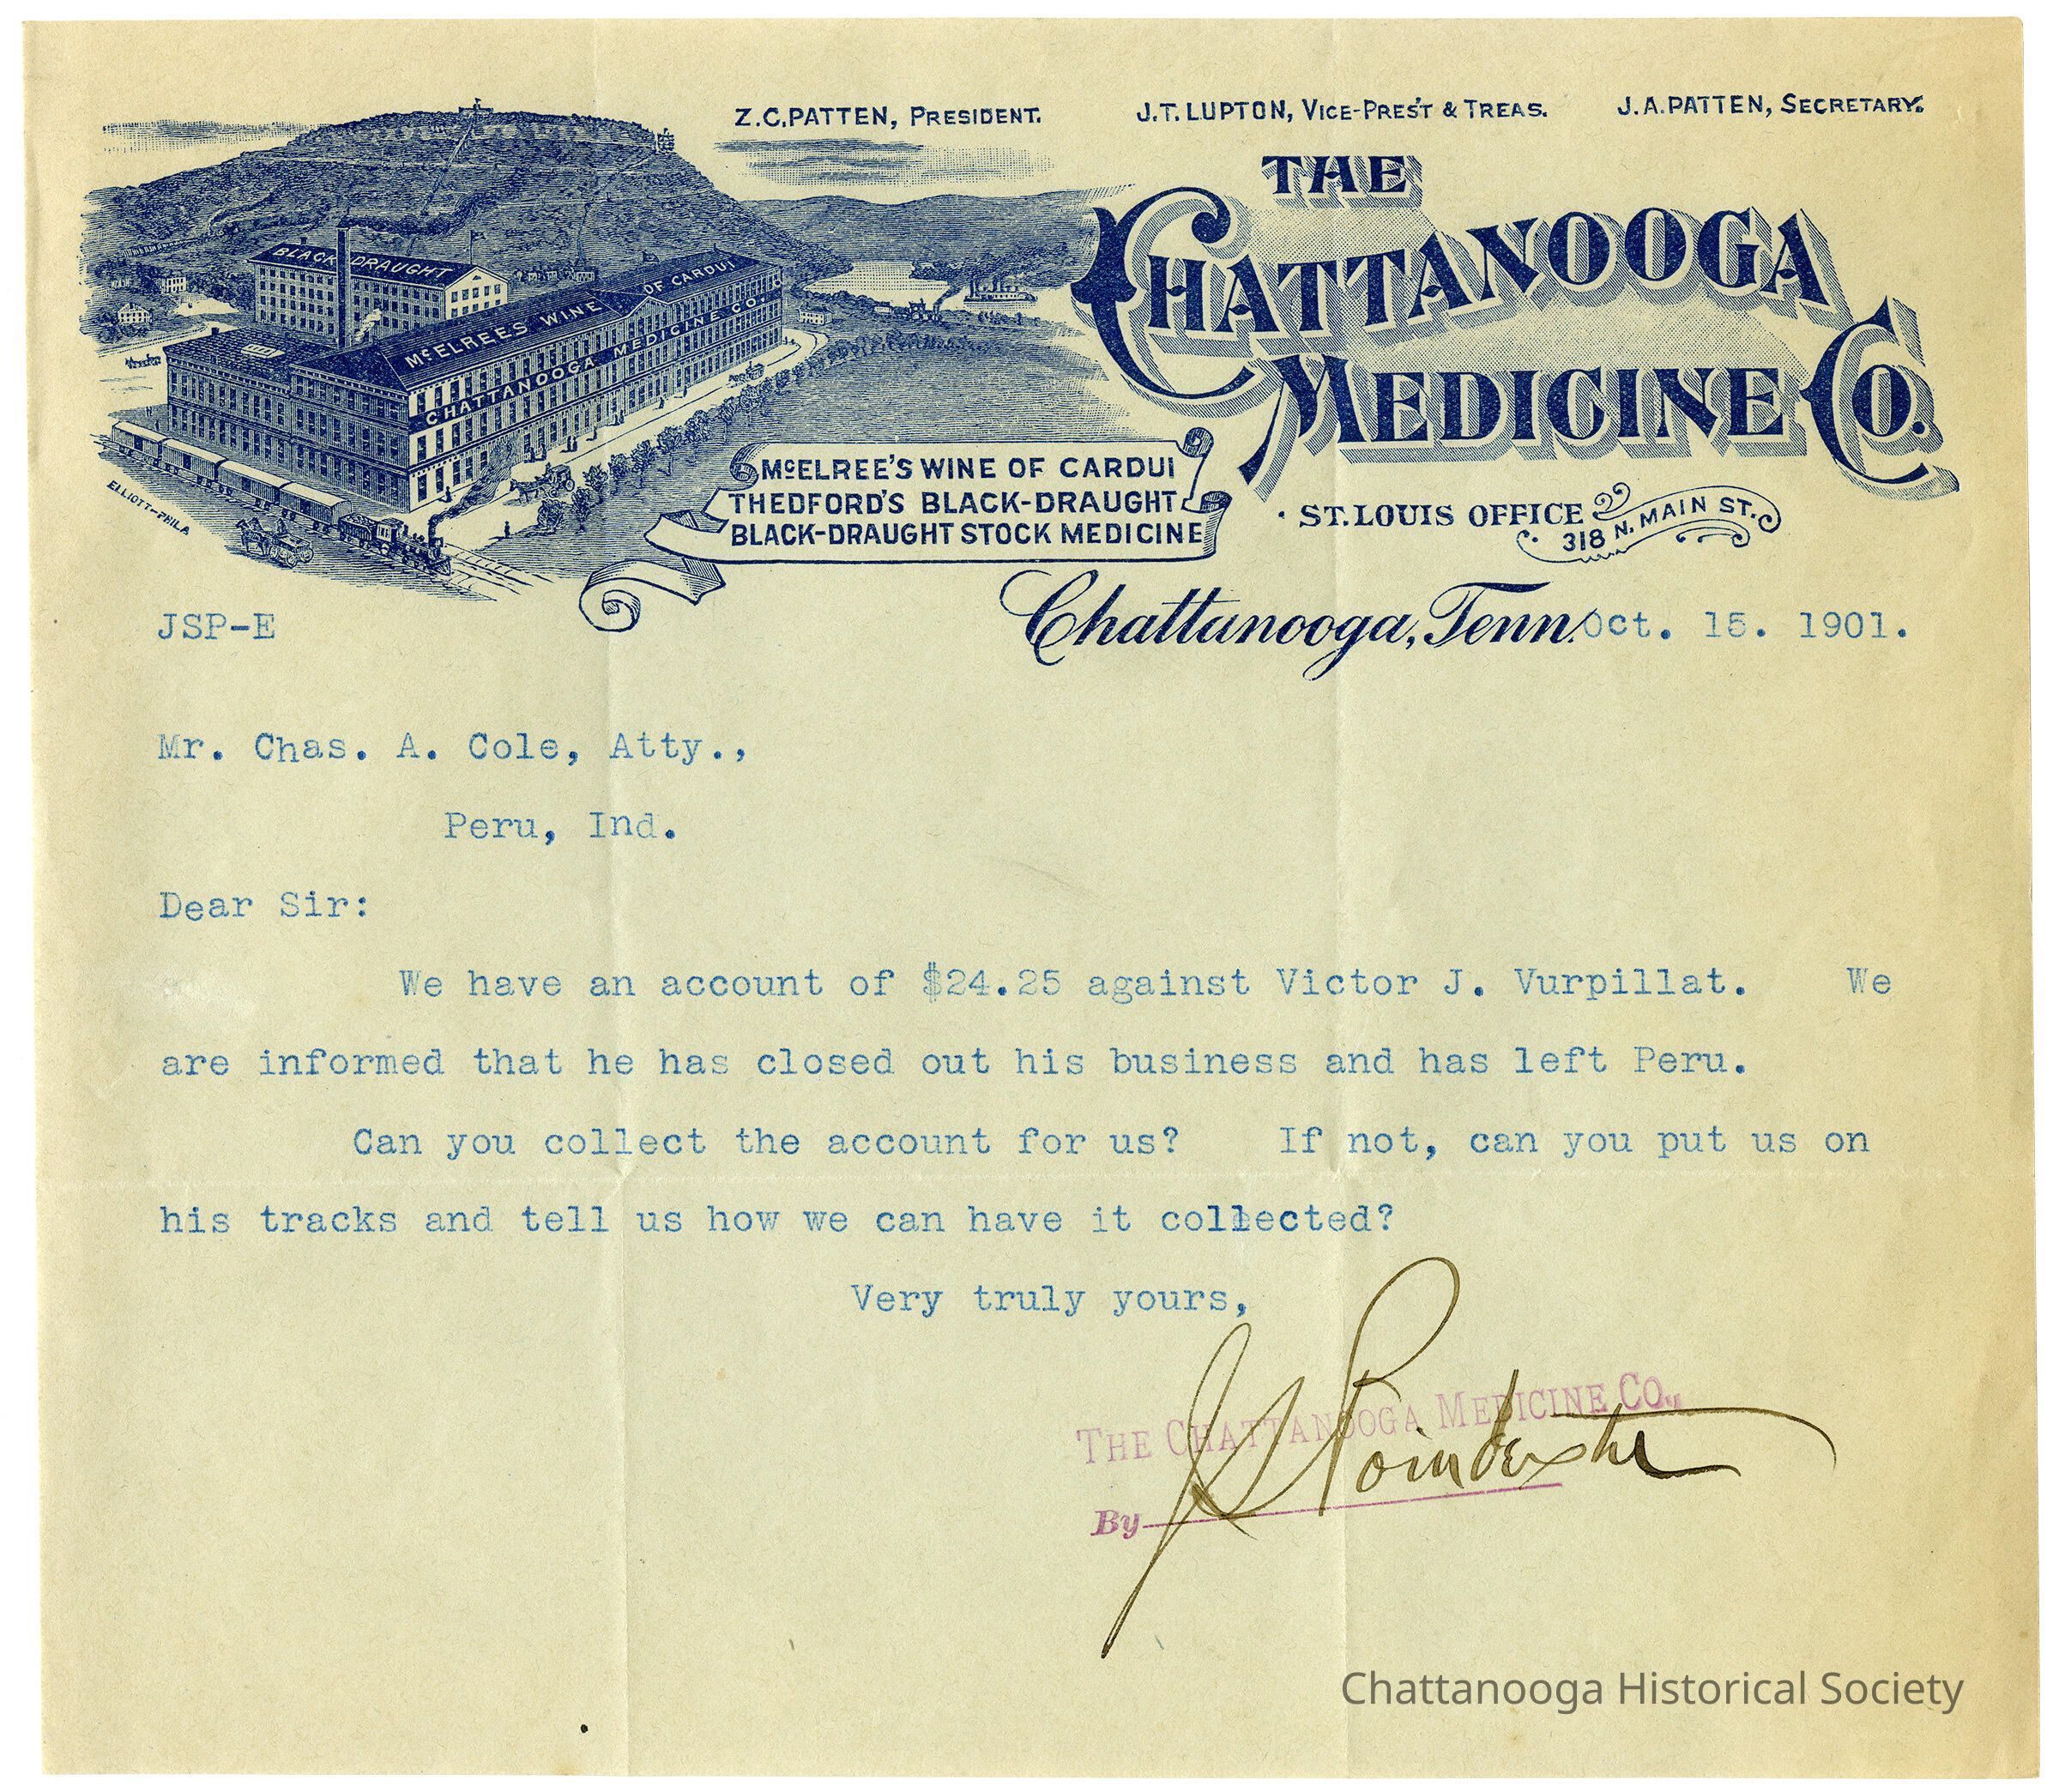 Z.C.PATTEN, PRESIDENT. J.T. LUPTON, VICE-PRES'T & TREAS. J.A.PATTEN, SECRETARY.
THE
CHATTANOOGA
MEDICINE CO.
BLACK DRAUGHT
McELREES WINE OF CARDUI
CHATTANOOGA MEDICINE CO.
ELLIOTT-PHILA
McELREE'S WINE OF CARDUI
THEDFORD'S BLACK-DRAUGHT
BLACK-DRAUGHT STOCK MEDICINE
ST. LOUIS OFFICE 318 N. MAIN ST.
JSP-E
Chattanooga, Tenn. Oct. 15. 1901.
Mr. Chas. A. Cole, Atty.,
Peru, Ind.
Dear Sir:
We have an account of $24.25 against Victor J. Vurpillat. We
are informed that he has closed out his business and has left Peru.
Can you collect the account for us? If not, can you put us on
his tracks and tell us how we can have it collected?
Very truly yours,
THE CHATTANOOGA MEDICINE CO.,
By J S Poindexter
Chattanooga Historical Society